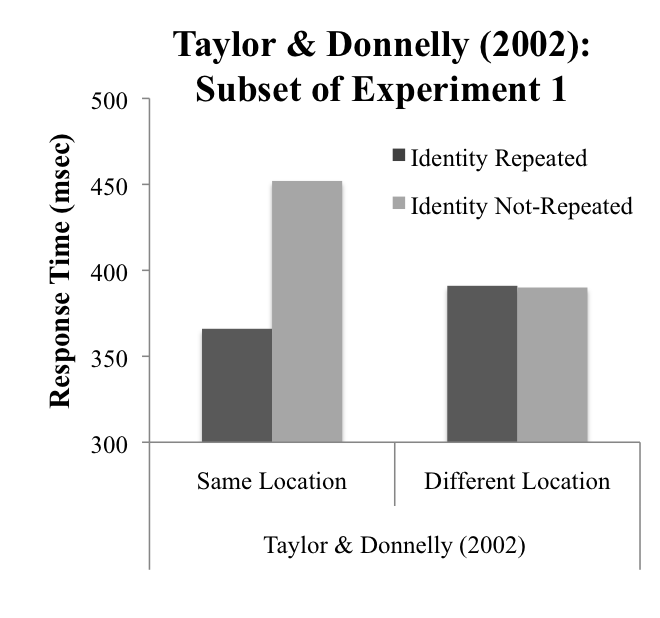 Taylor & Donnelly (2002):
Subset of Experiment 1
500
450
400
350
300
Response Time (msec)
Identity Repeated
Identity Not-Repeated
Same Location
Different Location
Taylor & Donnelly (2002)